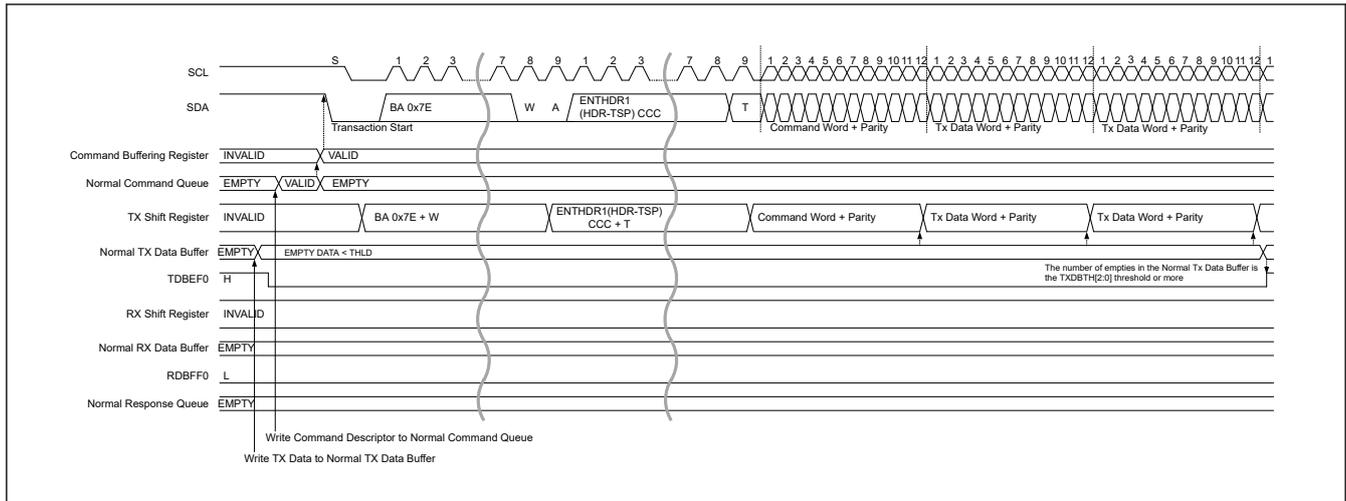 S 1 2 3 7 8 9 1 2 3 7 8 9 1 2 3 4 5 6 7 8 9 10 11 12 1 2 3 4 5 6 7 8 9 10 11 12 1 2 3 4 5 6 7 8 9 10 11 12 1
SCL
SDA BA 0x7E W A ENTHDR1 T
(HDR-TSP) CCC
Transaction Start Command Word + Parity Tx Data Word + Parity Tx Data Word + Parity
Command Buffering Register INVALID VALID
Normal Command Queue EMPTY VALID EMPTY
TX Shift Register INVALID BA 0x7E + W ENTHDR1(HDR-TSP) Command Word + Parity Tx Data Word + Parity Tx Data Word + Parity
CCC + T
Normal TX Data Buffer EMPTY EMPTY DATA < THLD
The number of empties in the Normal Tx Data Buffer is
the TXDBTH[2:0] threshold or more
TDBEF0 H
RX Shift Register INVALID
Normal RX Data Buffer EMPTY
RDBFF0 L
Normal Response Queue EMPTY
Write Command Descriptor to Normal Command Queue
Write TX Data to Normal TX Data Buffer